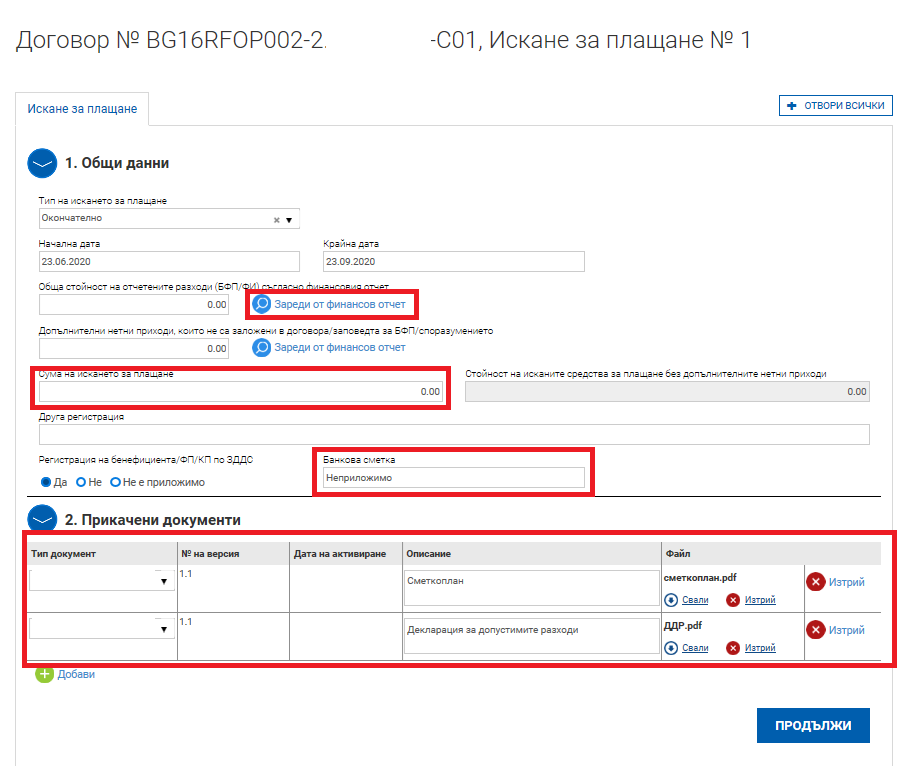 Договор № BG16RFOP002-2. -C01, Искане за плащане № 1
Искане за плащане
ОТВОРИ ВСИЧКИ
1. Общи данни
Тип на искането за плащане
Окончателно
Начална дата Крайна дата
23.06.2020 23.09.2020
Обща стойност на отчетените разходи (БФП/ФИ) съгласно финансовия отчет
0.00 Зареди от финансов отчет
Допълнителни нетни приходи, които не са заложени в договора/заповедта за БФП/споразумението
0.00 Зареди от финансов отчет
Сума на искането за плащане Стойност на исканите средства за плащане без допълнителните нетни приходи
0.00 0.00
Друга регистрация
Регистрация на бенефициента/ФП/КП по ЗДДС Банкова сметка
Да Не Не е приложимо Неприложимо
2. Прикачени документи
Тип документ № на версия Дата на активиране Описание Файл
1.1 Сметкоплан сметкоплан.pdf Изтрий
Свали Изтрий
1.1 Декларация за допустимите разходи ДДР.pdf Изтрий
Свали Изтрий
Добави
ПРОДЪЛЖИ